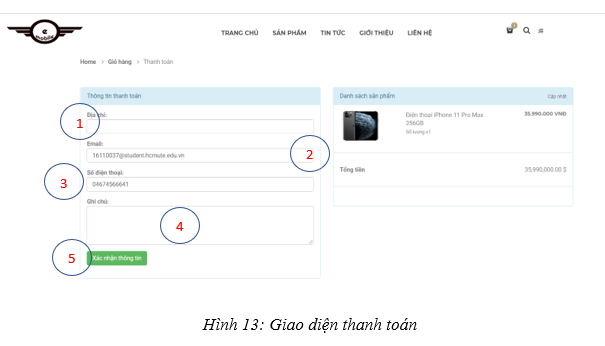 e
mobile
TRANG CHỦ SẢN PHẨM TIN TỨC GIỚI THIỆU LIÊN HỆ
0
Home > Giỏ hàng > Thanh toán
Thông tin thanh toán
Địa chỉ:
1
Email:
16110037@student.hcmute.edu.vn
2
Số điện thoại:
3
04674566641
Ghi chú:
4
5
Xác nhận thông tin
Danh sách sản phẩm Cập nhật
Điện thoại iPhone 11 Pro Max 35.990.000 VNĐ
256GB
Số lượng x1
Tổng tiền 35,990,000.00 $
Hình 13: Giao diện thanh toán